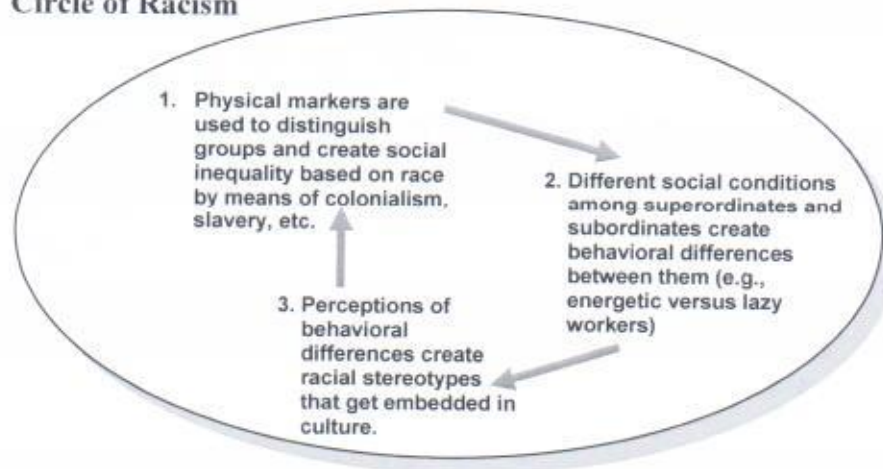 Circle of Racism
1. Physical markers are
used to distinguish
groups and create social
inequality based on race
by means of colonialism,
slavery, etc.
2. Different social conditions
among superordinates and
subordinates create
behavioral differences
between them (e.g.,
energetic versus lazy
workers)
3. Perceptions of
behavioral
differences create
racial stereotypes
that get embedded in
culture.